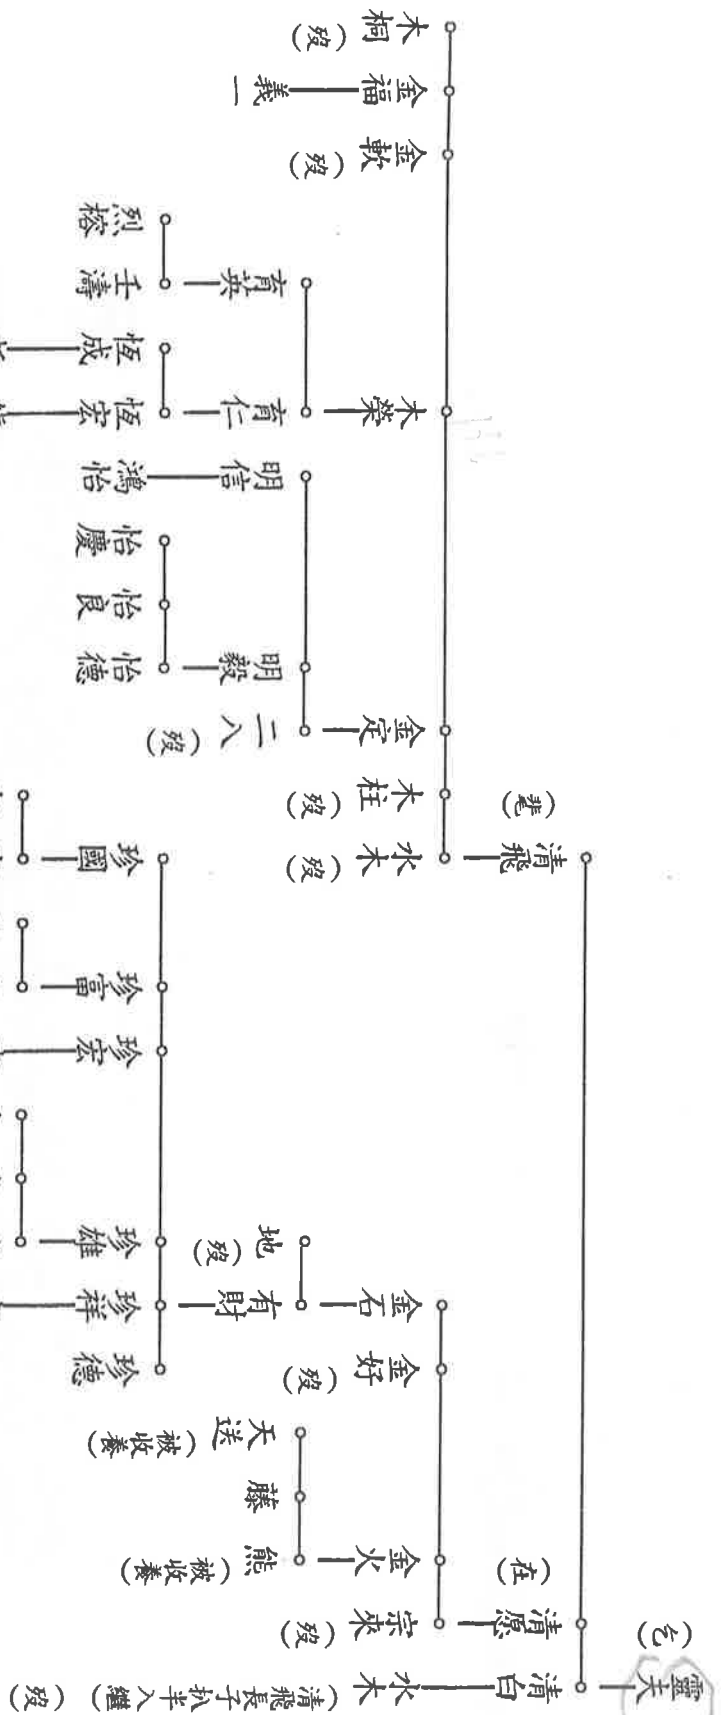 靈夫
(乞)
清白
清愿
(在)
清飛
(毫)
水木
(清飛長子扒半入繼)
(歿)
宗來
(歿)
金火
金好
(歿)
金石
水木
(歿)
木柱
(歿)
金定
木榮
金軟
(歿)
金福
木桐
(歿)
熊
(被收養)
藤
天送
(被收養)
有財
地
(歿)
二八
(歿)
明毅
明信
育仁
育英
義一
珍德
珍祥
珍雄
珍宏
珍富
珍國
怡德
怡良
怡慶
鴻怡
恆宏
恆成
壬濤
烈榕